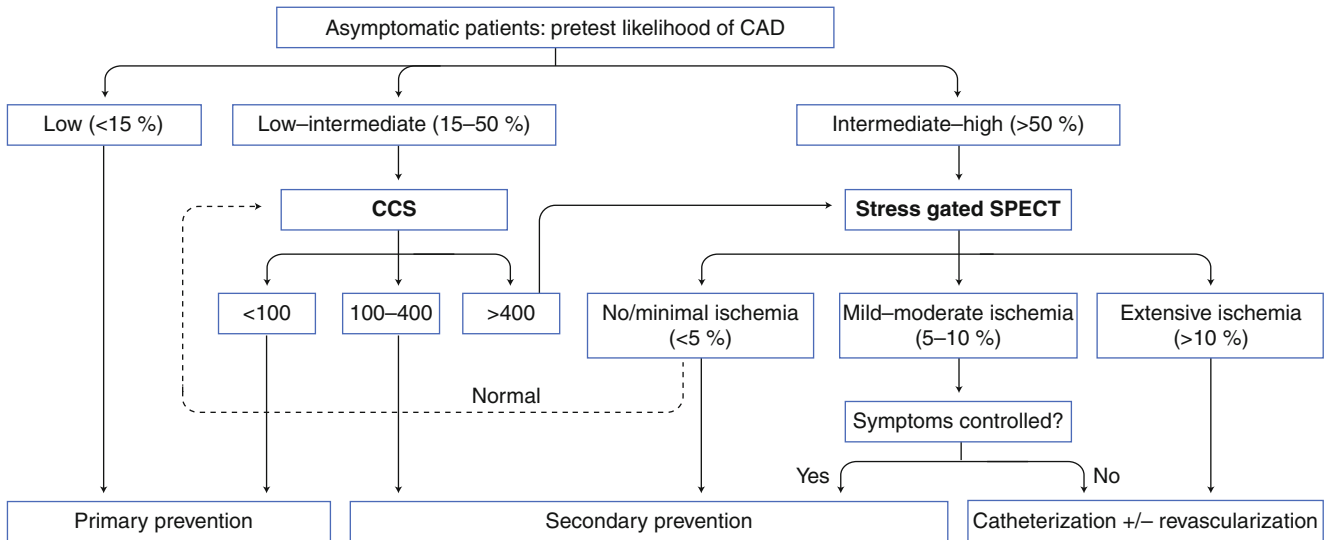 Asymptomatic patients: pretest likelihood of CAD
Low (<15 %)
Low–intermediate (15–50 %)
Intermediate–high (>50 %)
CCS
Stress gated SPECT
<100
100–400
>400
No/minimal ischemia
(<5 %)
Mild–moderate ischemia
(5–10 %)
Extensive ischemia
(>10 %)
Normal
Symptoms controlled?
Yes
No
Primary prevention
Secondary prevention
Catheterization +/– revascularization